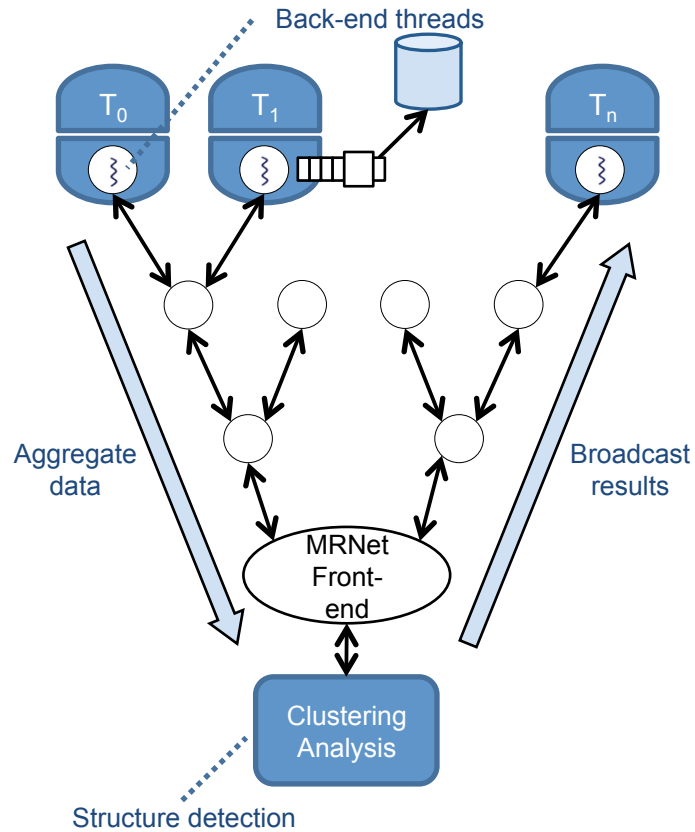 Back-end threads
T0
T1
Tn
Aggregate
data
Broadcast
results
MRNet
Front-
end
Clustering
Analysis
Structure detection